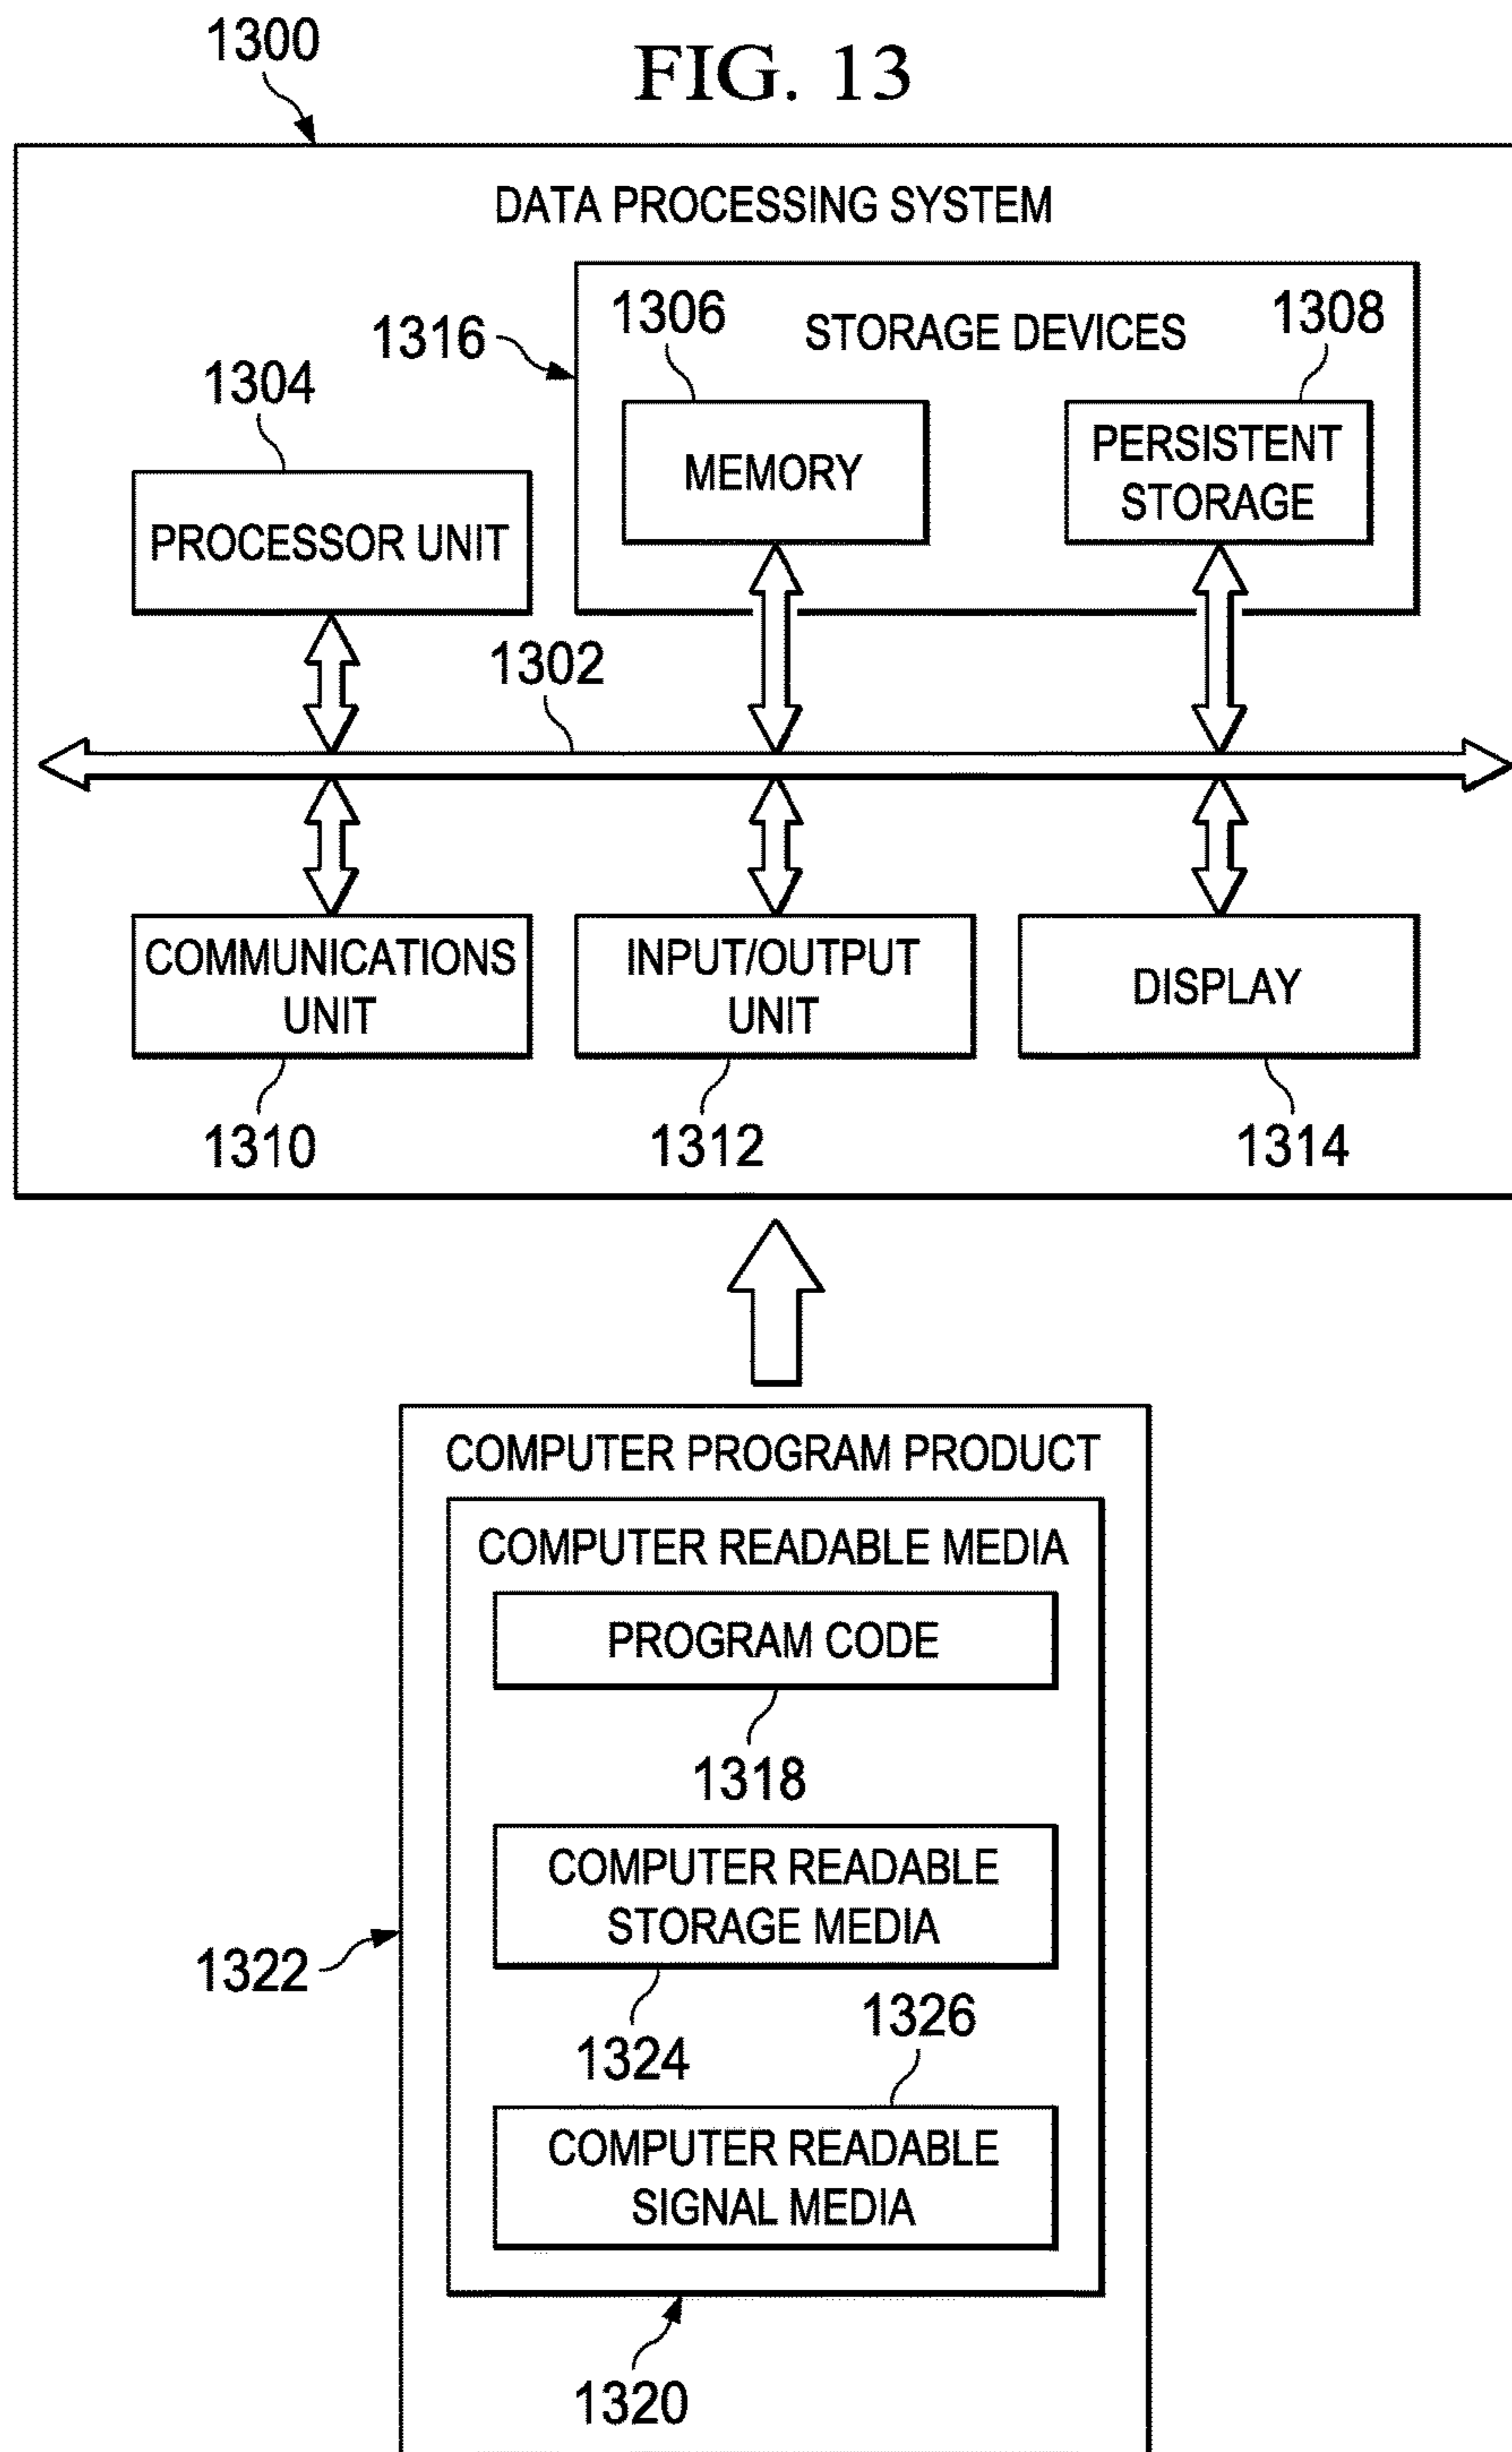 1300
FIG. 13
DATA PROCESSING SYSTEM
1316
1306
STORAGE DEVICES
1308
1304
MEMORY
PERSISTENT
STORAGE
PROCESSOR UNIT
1302
COMMUNICATIONS
UNIT
INPUT/OUTPUT
UNIT
DISPLAY
1310
1312
1314
COMPUTER PROGRAM PRODUCT
COMPUTER READABLE MEDIA
PROGRAM CODE
1318
COMPUTER READABLE
STORAGE MEDIA
1322
1324
1326
COMPUTER READABLE
SIGNAL MEDIA
1320